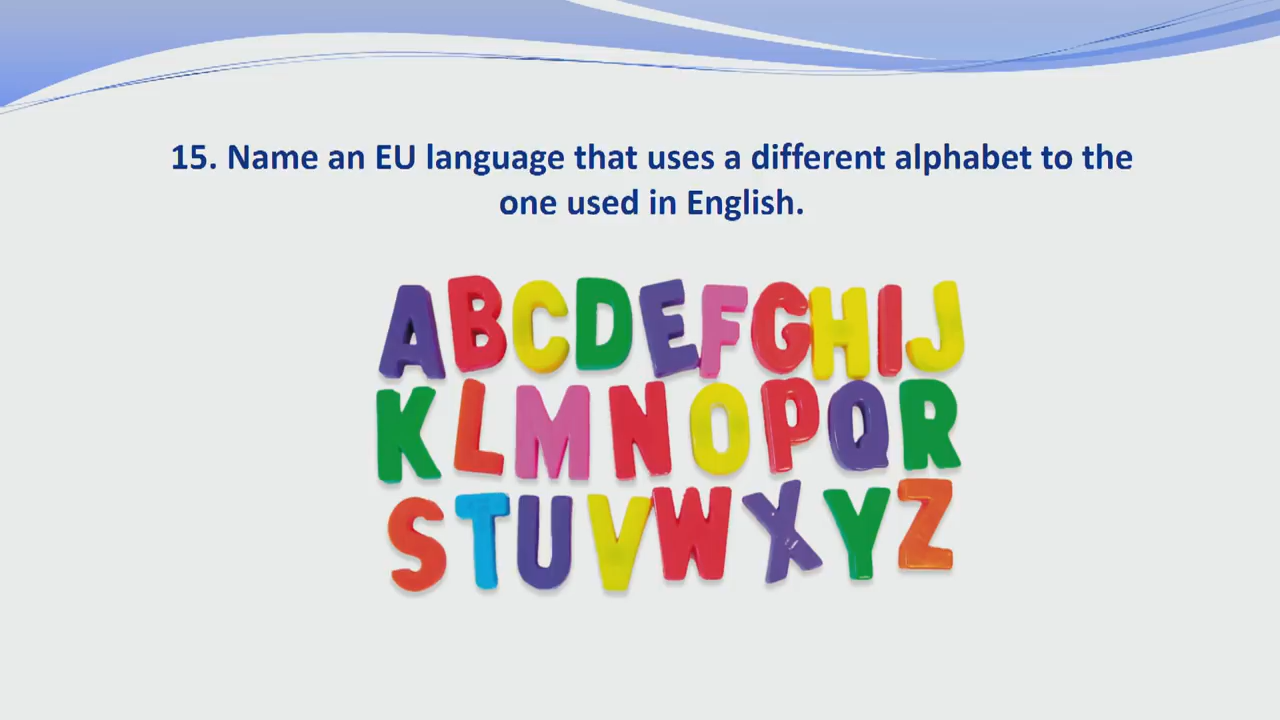 15. Name an EU language that uses a different alphabet to the
one used in English.
ABCDEFGHIJ
KLMNOPQR
STUVWXYZ